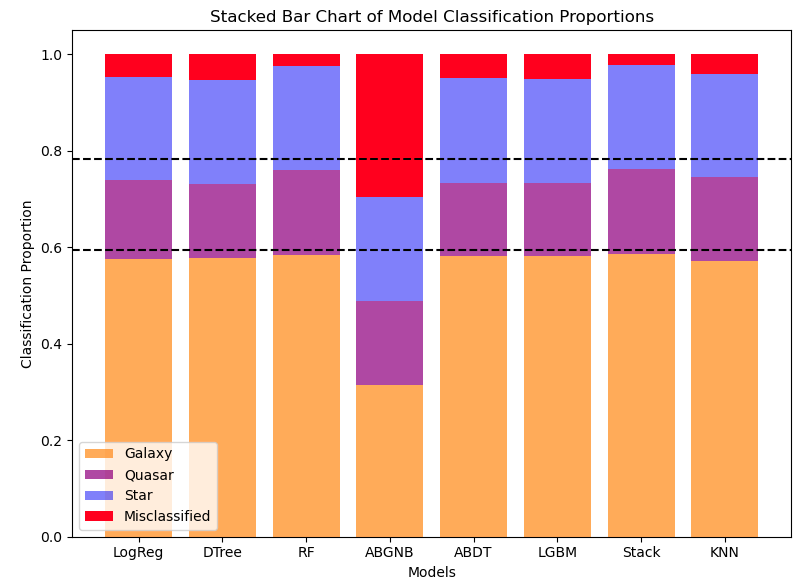 Stacked Bar Chart of Model Classification Proportions
Classification Proportion
1.0
0.8
0.6
0.4
0.2
0.0
Galaxy
Quasar
Star
Misclassified
LogReg DTree RF ABGNB ABDT LGBM Stack KNN
Models